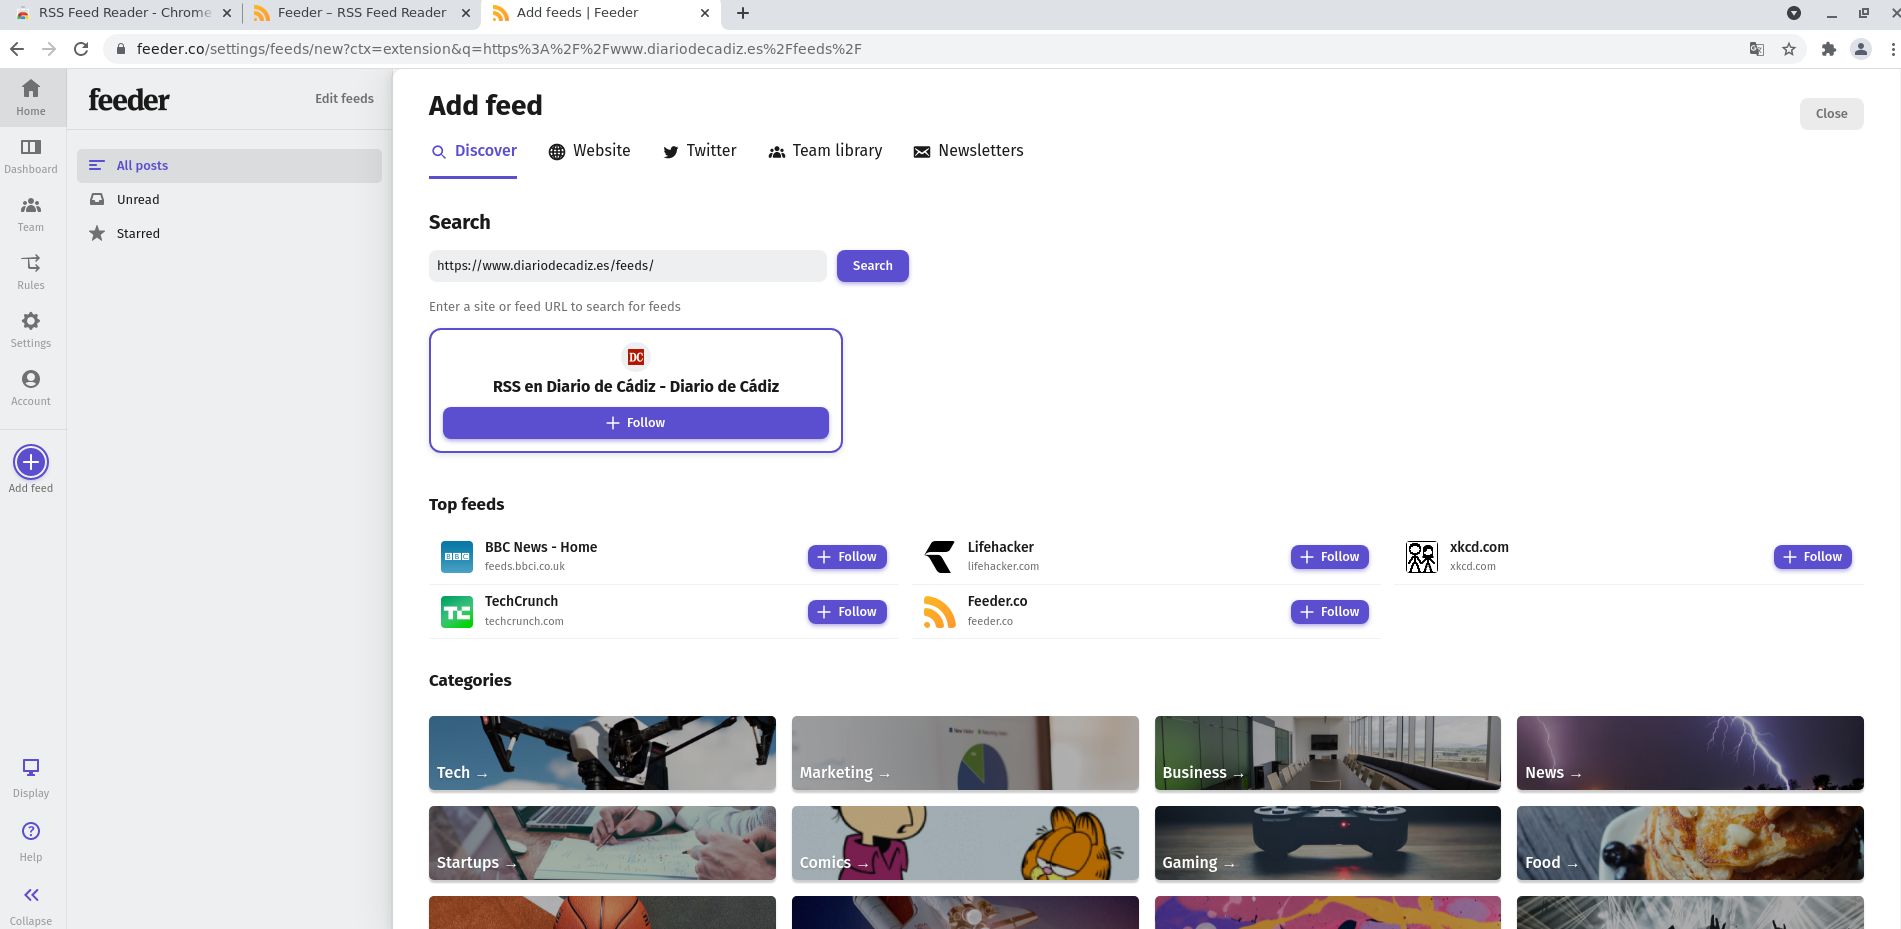 RSS Feed Reader - Chrome
Feeder – RSS Feed Reader
Add feeds | Feeder
feeder.co/settings/feeds/new?ctx=extension&q=https%3A%2F%2Fwww.diariodecadiz.es%2Ffeeds%2F
Home
Dashboard
Team
Rules
Settings
Account
Add feed
Display
Help
Collapse
feeder
Edit feeds
All posts
Unread
Starred
Add feed
Close
Discover
Website
Twitter
Team library
Newsletters
Search
https://www.diariodecadiz.es/feeds/
Search
Enter a site or feed URL to search for feeds
DC
RSS en Diario de Cádiz - Diario de Cádiz
Follow
Top feeds
BBC
BBC News - Home
feeds.bbci.co.uk
Follow
Lifehacker
lifehacker.com
Follow
xkcd.com
xkcd.com
Follow
TC
TechCrunch
techcrunch.com
Follow
Feeder.co
feeder.co
Follow
Categories
Tech →
Marketing →
Business →
News →
Startups →
Comics →
Gaming →
Food →